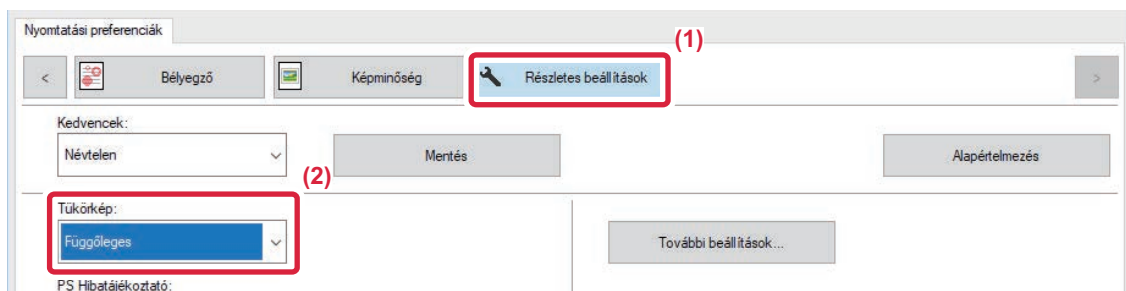 Nyomtatási preferenciák
(1)
< Bélyegző Képminőség Részletes beállítások >
Kedvencek:
Névtelen Mentés Alapértelmezés
(2)
Tükörkép:
Függőleges További beállítások...
PS Hibatájékoztató: